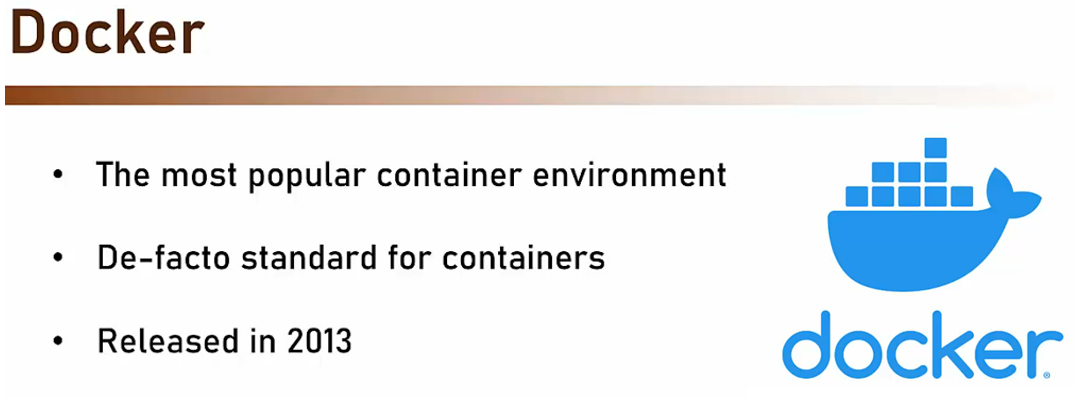 Docker
• The most popular container environment
• De-facto standard for containers
• Released in 2013
docker®